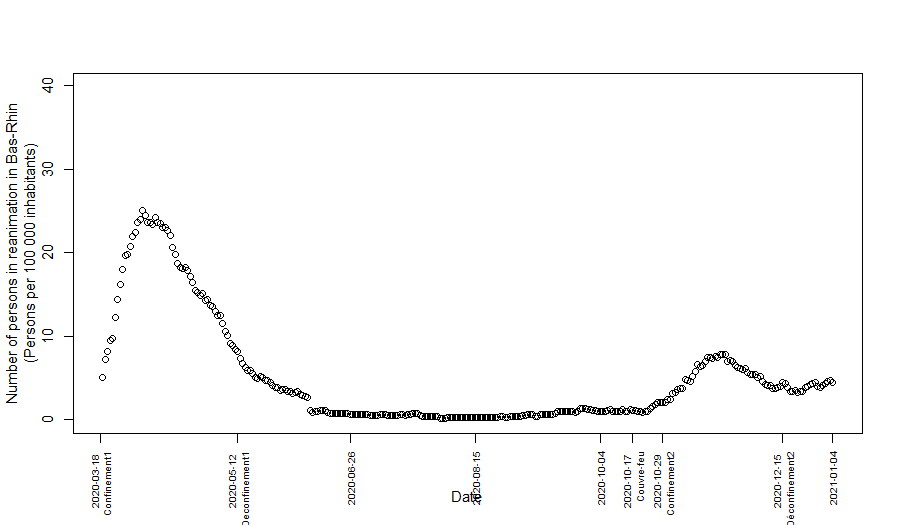 Number of persons in reanimation in Bas-Rhin
(Persons per 100 000 inhabitants)
40
30
20
10
0
2020-03-18
Confinement1
2020-05-12
Déconfinement1
2020-06-26
2020-08-15
2020-10-04
2020-10-17
Couvre-feu
2020-10-29
Confinement2
2020-12-15
Déconfinement2
2021-01-04
Date